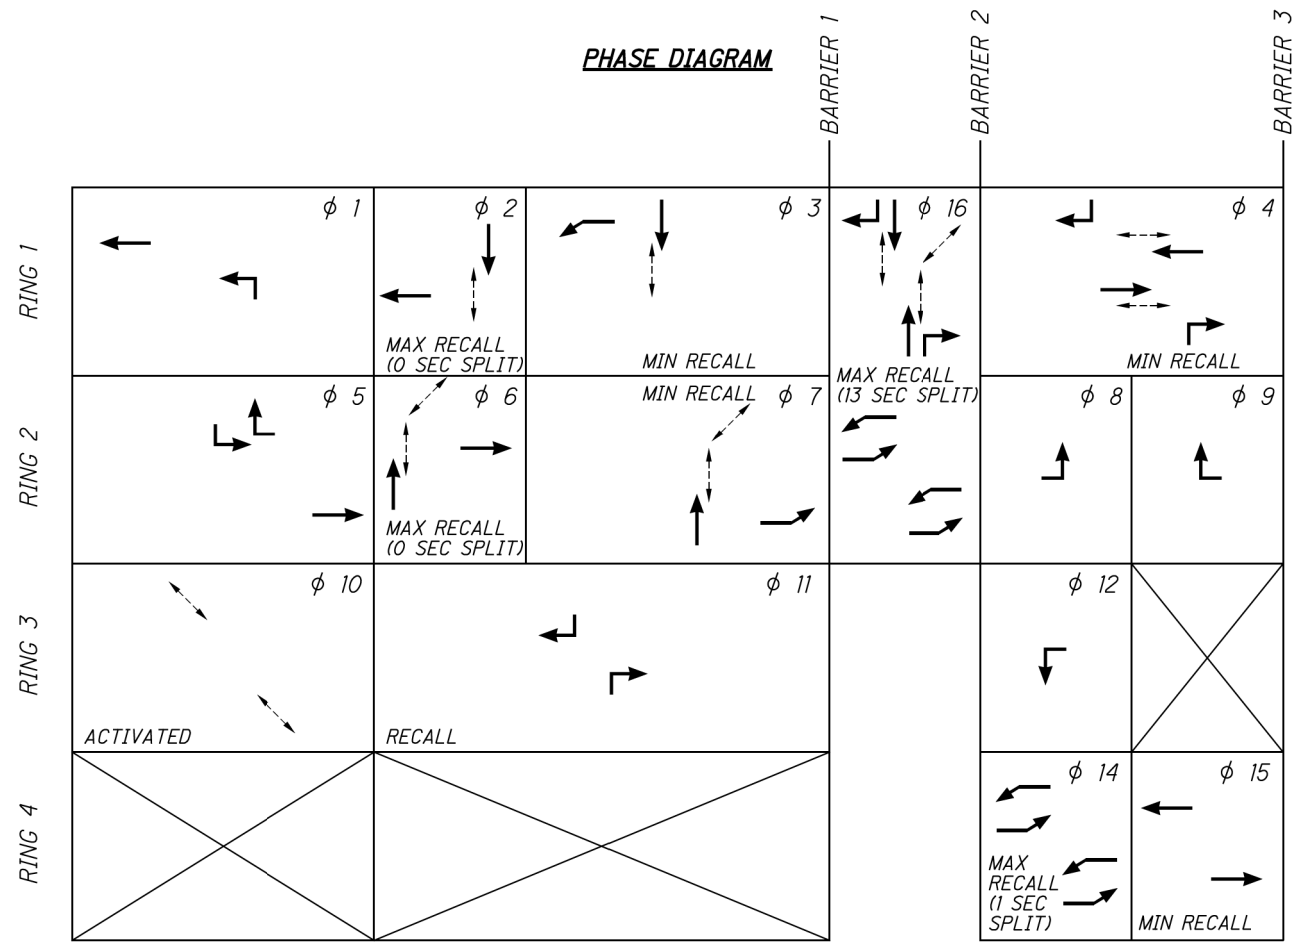 PHASE DIAGRAM
BARRIER 1
BARRIER 2
BARRIER 3
RING 1
ϕ 1
ϕ 2
MAX RECALL
(0 SEC SPLIT)
ϕ 3
MIN RECALL
ϕ 16
MAX RECALL
(13 SEC SPLIT)
ϕ 4
MIN RECALL
RING 2
ϕ 5
ϕ 6
MAX RECALL
(0 SEC SPLIT)
MIN RECALL
ϕ 7
ϕ 8
ϕ 9
RING 3
ϕ 10
ACTIVATED
ϕ 11
RECALL
ϕ 12
RING 4
ϕ 14
MAX
RECALL
(1 SEC
SPLIT)
ϕ 15
MIN RECALL